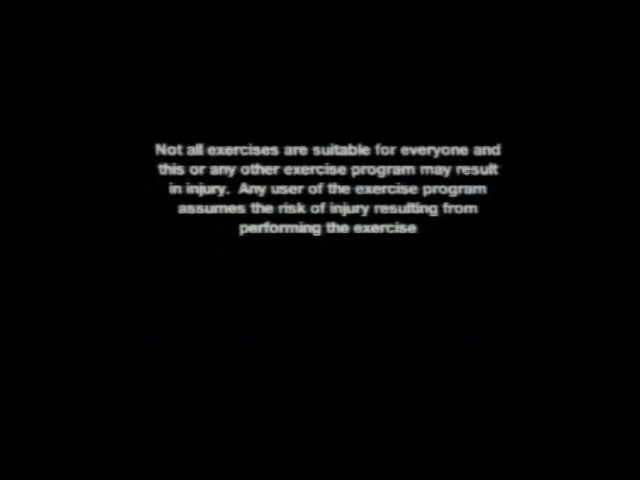 Not all exercises are suitable for everyone and
this or any other exercise program may result
in injury.  Any user of the exercise program
assumes the risk of injury resulting from
performing the exercise